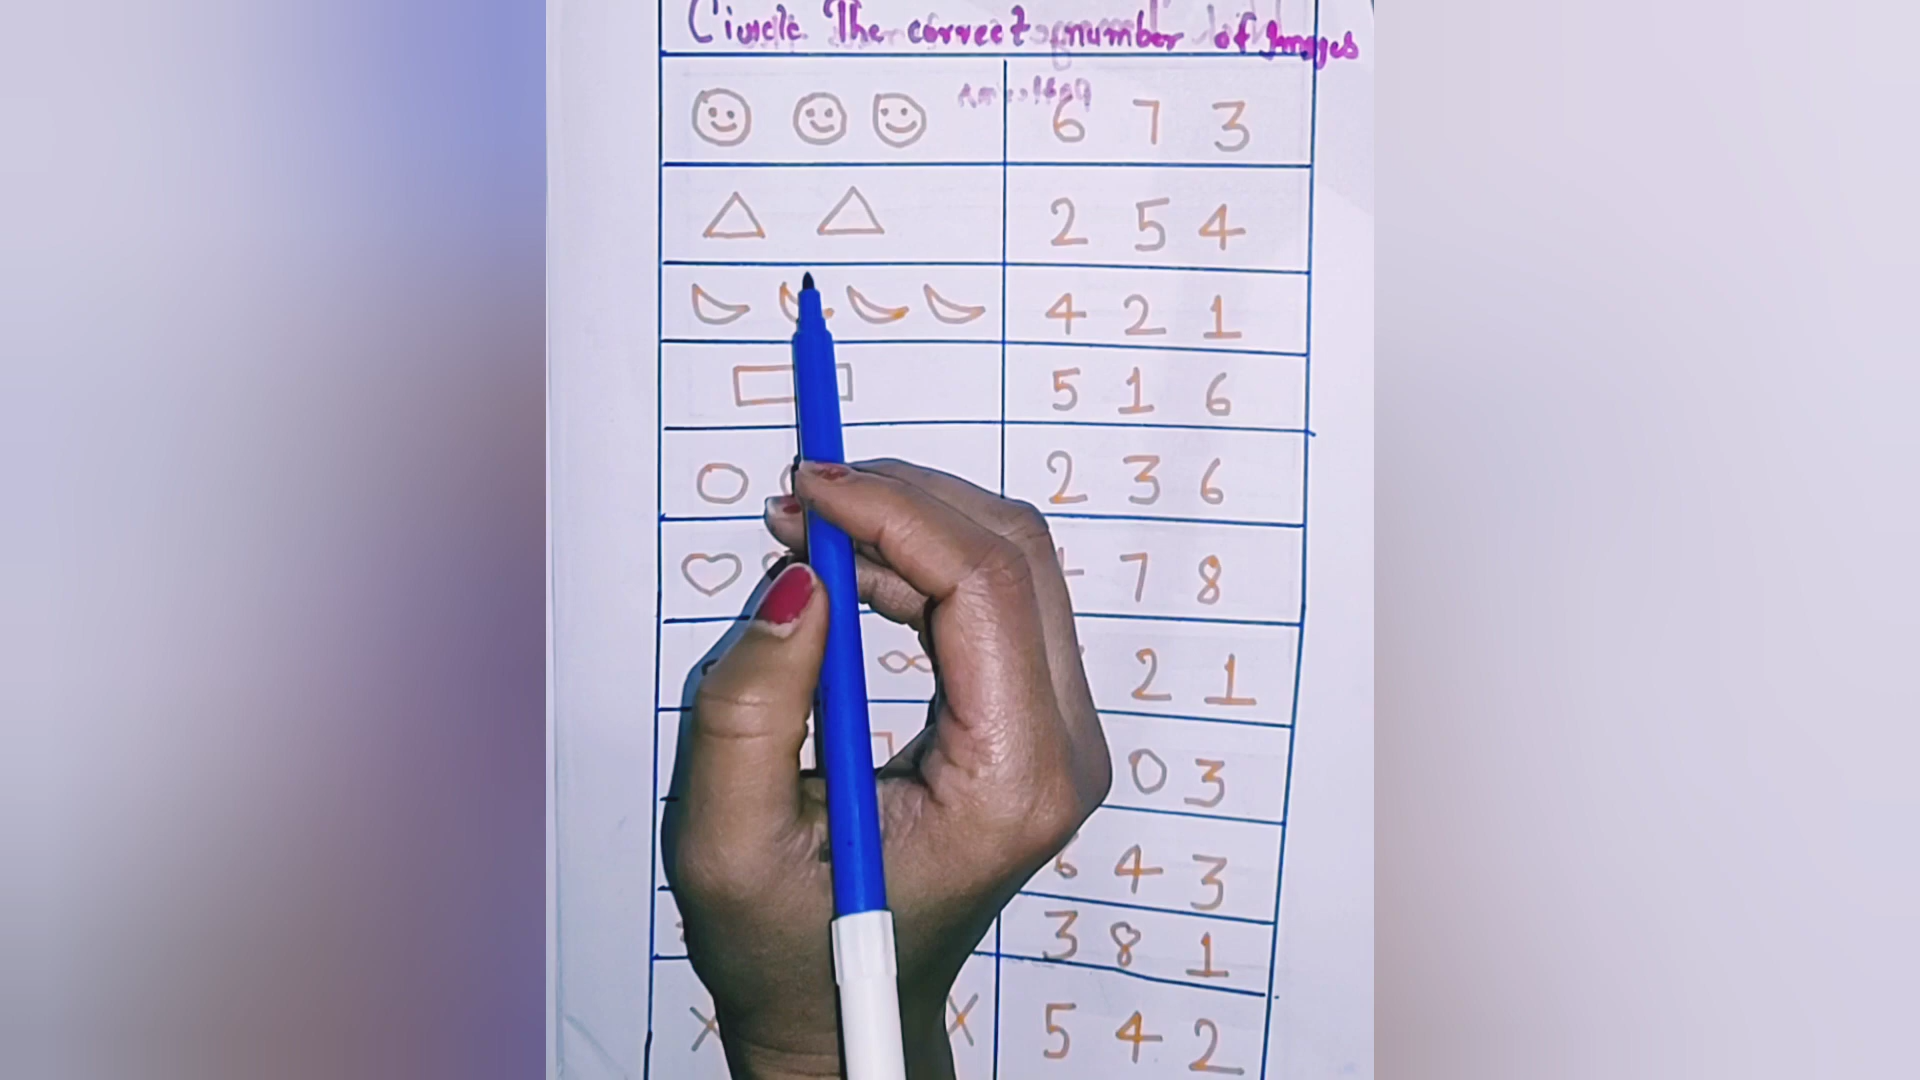 Circle The correct number of Images
6 7 3
2 5 4
4 2 1
5 1 6
2 3 6
7 8
2 1
0 3
6 4 3
3 8 1
5 4 2